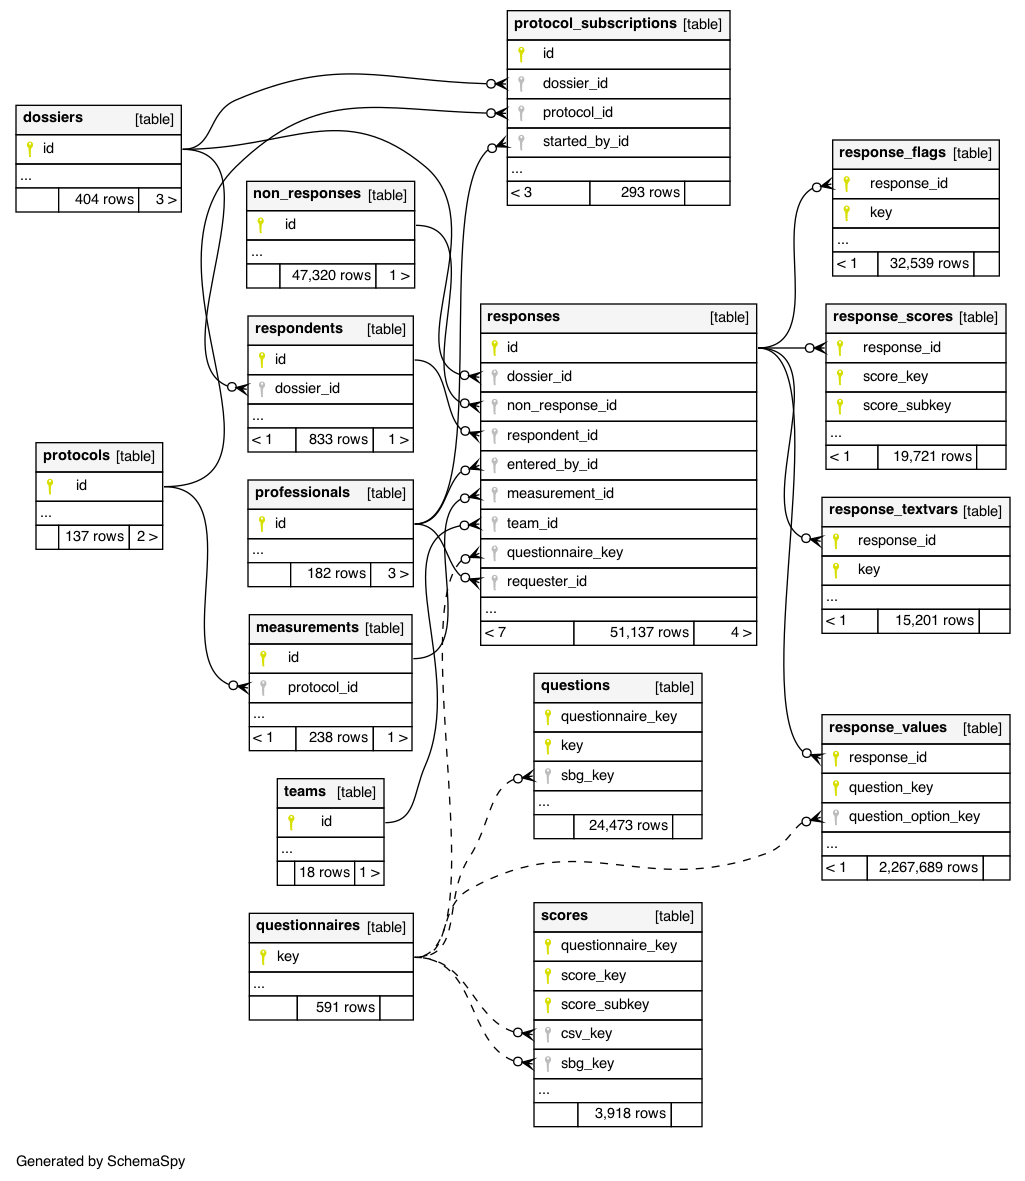 protocol_subscriptions [table]
id
dossier_id
protocol_id
started_by_id
...
< 3 293 rows
dossiers [table]
id
...
404 rows 3 >
non_responses [table]
id
...
47,320 rows 1 >
respondents [table]
id
dossier_id
...
< 1 833 rows 1 >
protocols [table]
id
...
137 rows 2 >
professionals [table]
id
...
182 rows 3 >
measurements [table]
id
protocol_id
...
< 1 238 rows 1 >
teams [table]
id
...
18 rows 1 >
questionnaires [table]
key
...
591 rows
responses [table]
id
dossier_id
non_response_id
respondent_id
entered_by_id
measurement_id
team_id
questionnaire_key
requester_id
...
< 7 51,137 rows 4 >
questions [table]
questionnaire_key
key
sbg_key
...
24,473 rows
scores [table]
questionnaire_key
score_key
score_subkey
csv_key
sbg_key
...
3,918 rows
response_flags [table]
response_id
key
...
< 1 32,539 rows
response_scores [table]
response_id
score_key
score_subkey
...
< 1 19,721 rows
response_textvars [table]
response_id
key
...
< 1 15,201 rows
response_values [table]
response_id
question_key
question_option_key
...
< 1 2,267,689 rows
Generated by SchemaSpy